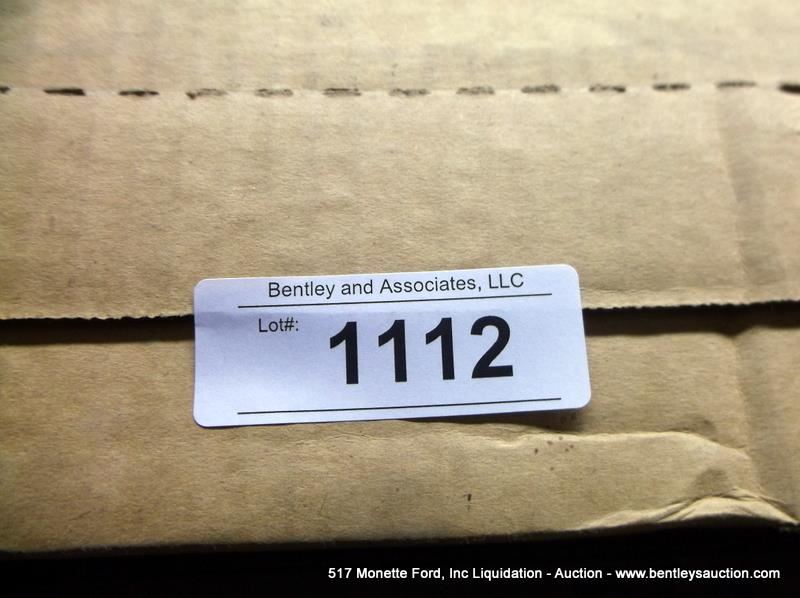 Bentley and Associates, LLC
Lot#: 1112
517 Monette Ford, Inc Liquidation - Auction - www.bentleysauction.com